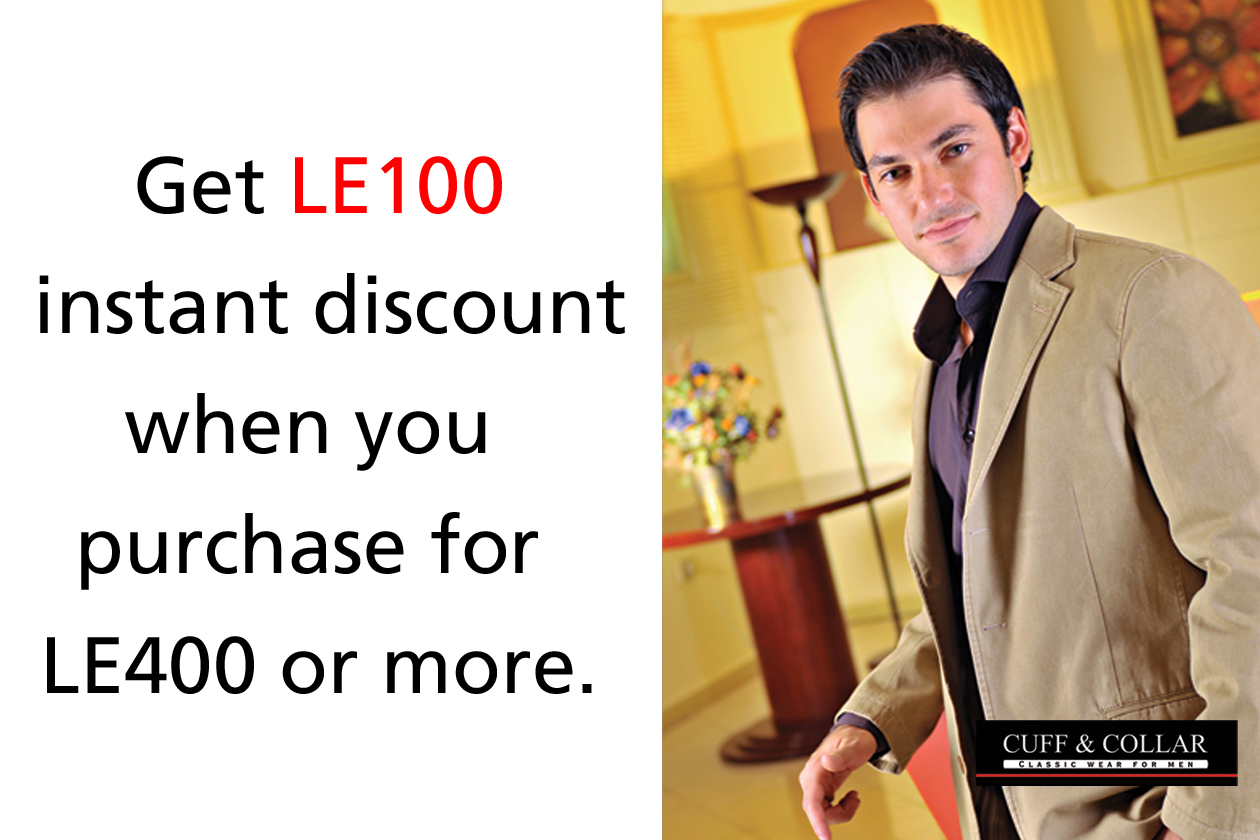 Get LE100
instant discount
when you
purchase for
LE400 or more.
CUFF & COLLAR
CLASSIC WEAR FOR MEN